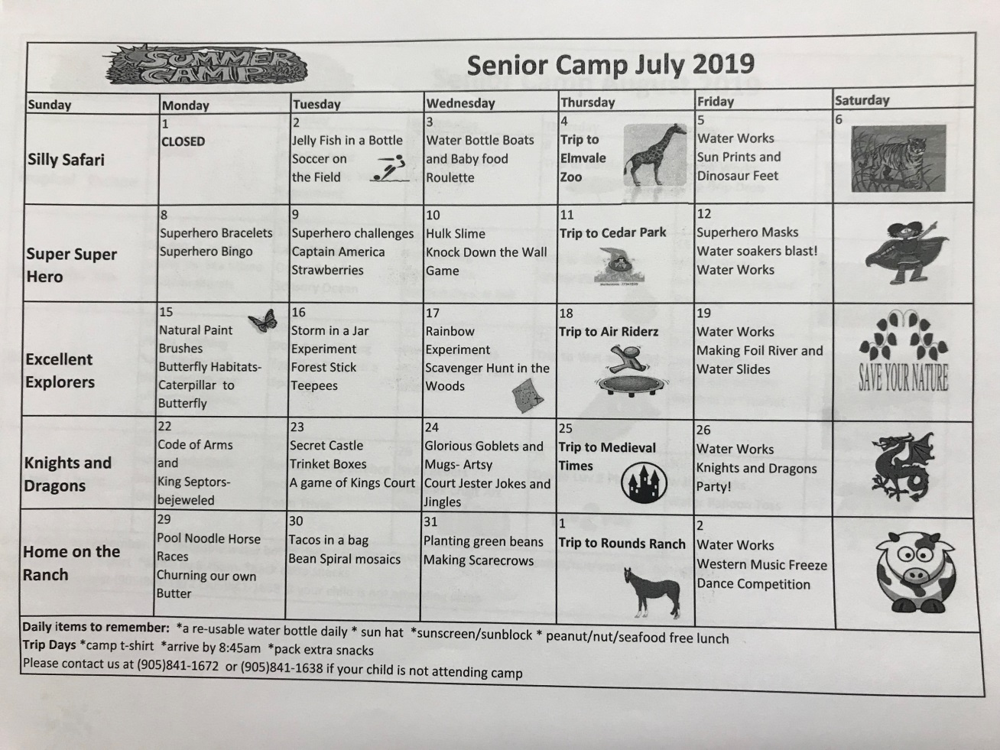 SUMMER
CAMP
Senior Camp July 2019
Sunday
Monday
Tuesday
Wednesday
Thursday
Friday
Saturday
Silly Safari
1
CLOSED
2
Jelly Fish in a Bottle
Soccer on
the Field
3
Water Bottle Boats
and Baby food
Roulette
4
Trip to
Elmvale
Zoo
5
Water Works
Sun Prints and
Dinosaur Feet
6
Super Super
Hero
8
Superhero Bracelets
Superhero Bingo
9
Superhero challenges
Captain America
Strawberries
10
Hulk Slime
Knock Down the Wall
Game
11
Trip to Cedar Park
12
Superhero Masks
Water soakers blast!
Water Works
Excellent
Explorers
15
Natural Paint
Brushes
Butterfly Habitats-
Caterpillar to
Butterfly
16
Storm in a Jar
Experiment
Forest Stick
Teepees
17
Rainbow
Experiment
Scavenger Hunt in the
Woods
18
Trip to Air Riderz
19
Water Works
Making Foil River and
Water Slides
SAVE YOUR NATURE
Knights and
Dragons
22
Code of Arms
and
King Septors-
bejeweled
23
Secret Castle
Trinket Boxes
A game of Kings Court
24
Glorious Goblets and
Mugs- Artsy
Court Jester Jokes and
Jingles
25
Trip to Medieval
Times
26
Water Works
Knights and Dragons
Party!
Home on the
Ranch
29
Pool Noodle Horse
Races
Churning our own
Butter
30
Tacos in a bag
Bean Spiral mosaics
31
Planting green beans
Making Scarecrows
1
Trip to Rounds Ranch
2
Water Works
Western Music Freeze
Dance Competition
Daily items to remember: *a re-usable water bottle daily * sun hat *sunscreen/sunblock * peanut/nut/seafood free lunch
Trip Days *camp t-shirt *arrive by 8:45am *pack extra snacks
Please contact us at (905)841-1672 or (905)841-1638 if your child is not attending camp